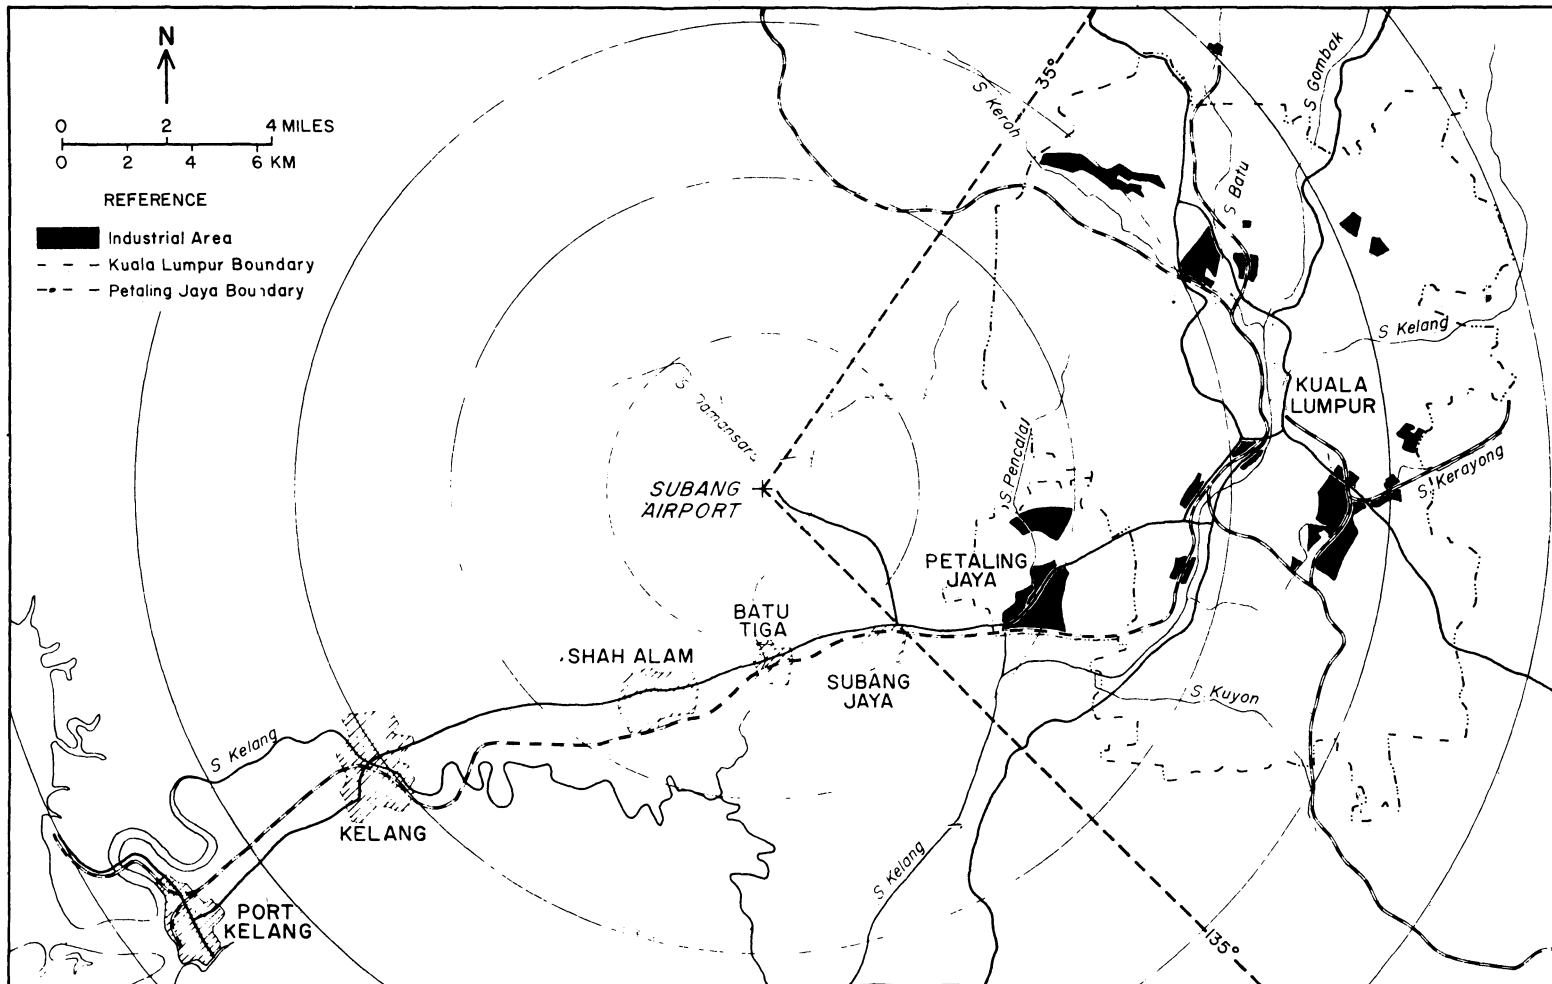 N
0 2 4 MILES
0 2 4 6 KM
REFERENCE
Industrial Area
Kuala Lumpur Boundary
Petaling Jaya Boundary
35°
S Keroh
S Gombak
S Batu
S Kelang
KUALA
LUMPUR
S Kerayong
S Damansara
S Pencala
SUBANG
AIRPORT
PETALING
JAYA
BATU
TIGA
SHAH ALAM
SUBANG
JAYA
S Kuyon
S Kelang
KELANG
S Kelang
PORT
KELANG
135°